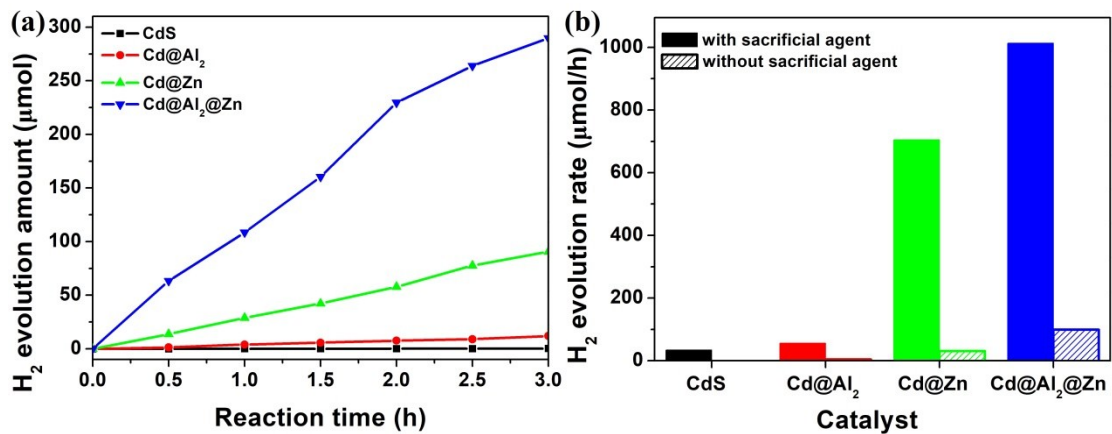 (a)
H₂ evolution amount (μmol)
300
250
200
150
100
50
0
CdS
Cd@Al₂
Cd@Zn
Cd@Al₂@Zn
0.0 0.5 1.0 1.5 2.0 2.5 3.0
Reaction time (h)
(b)
H₂ evolution rate (μmol/h)
1000
800
600
400
200
0
with sacrificial agent
without sacrificial agent
CdS Cd@Al₂ Cd@Zn Cd@Al₂@Zn
Catalyst